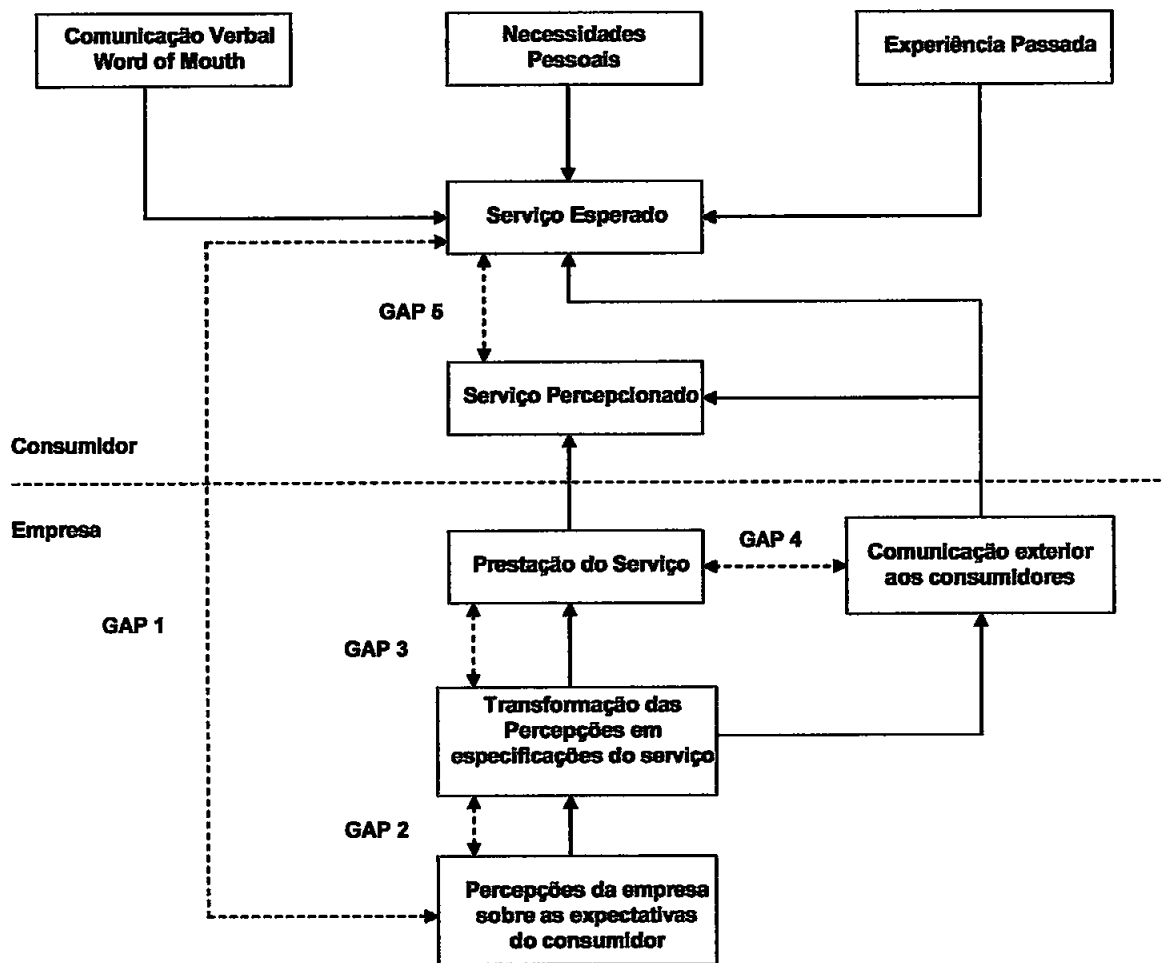 Comunicação Verbal
Word of Mouth
Necessidades
Pessoais
Experiência Passada
Serviço Esperado
GAP 5
Serviço Percepcionado
Consumidor
Empresa
Prestação do Serviço
GAP 4
Comunicação exterior
aos consumidores
GAP 1
GAP 3
Transformação das
Percepções em
especificações do serviço
GAP 2
Percepções da empresa
sobre as expectativas
do consumidor